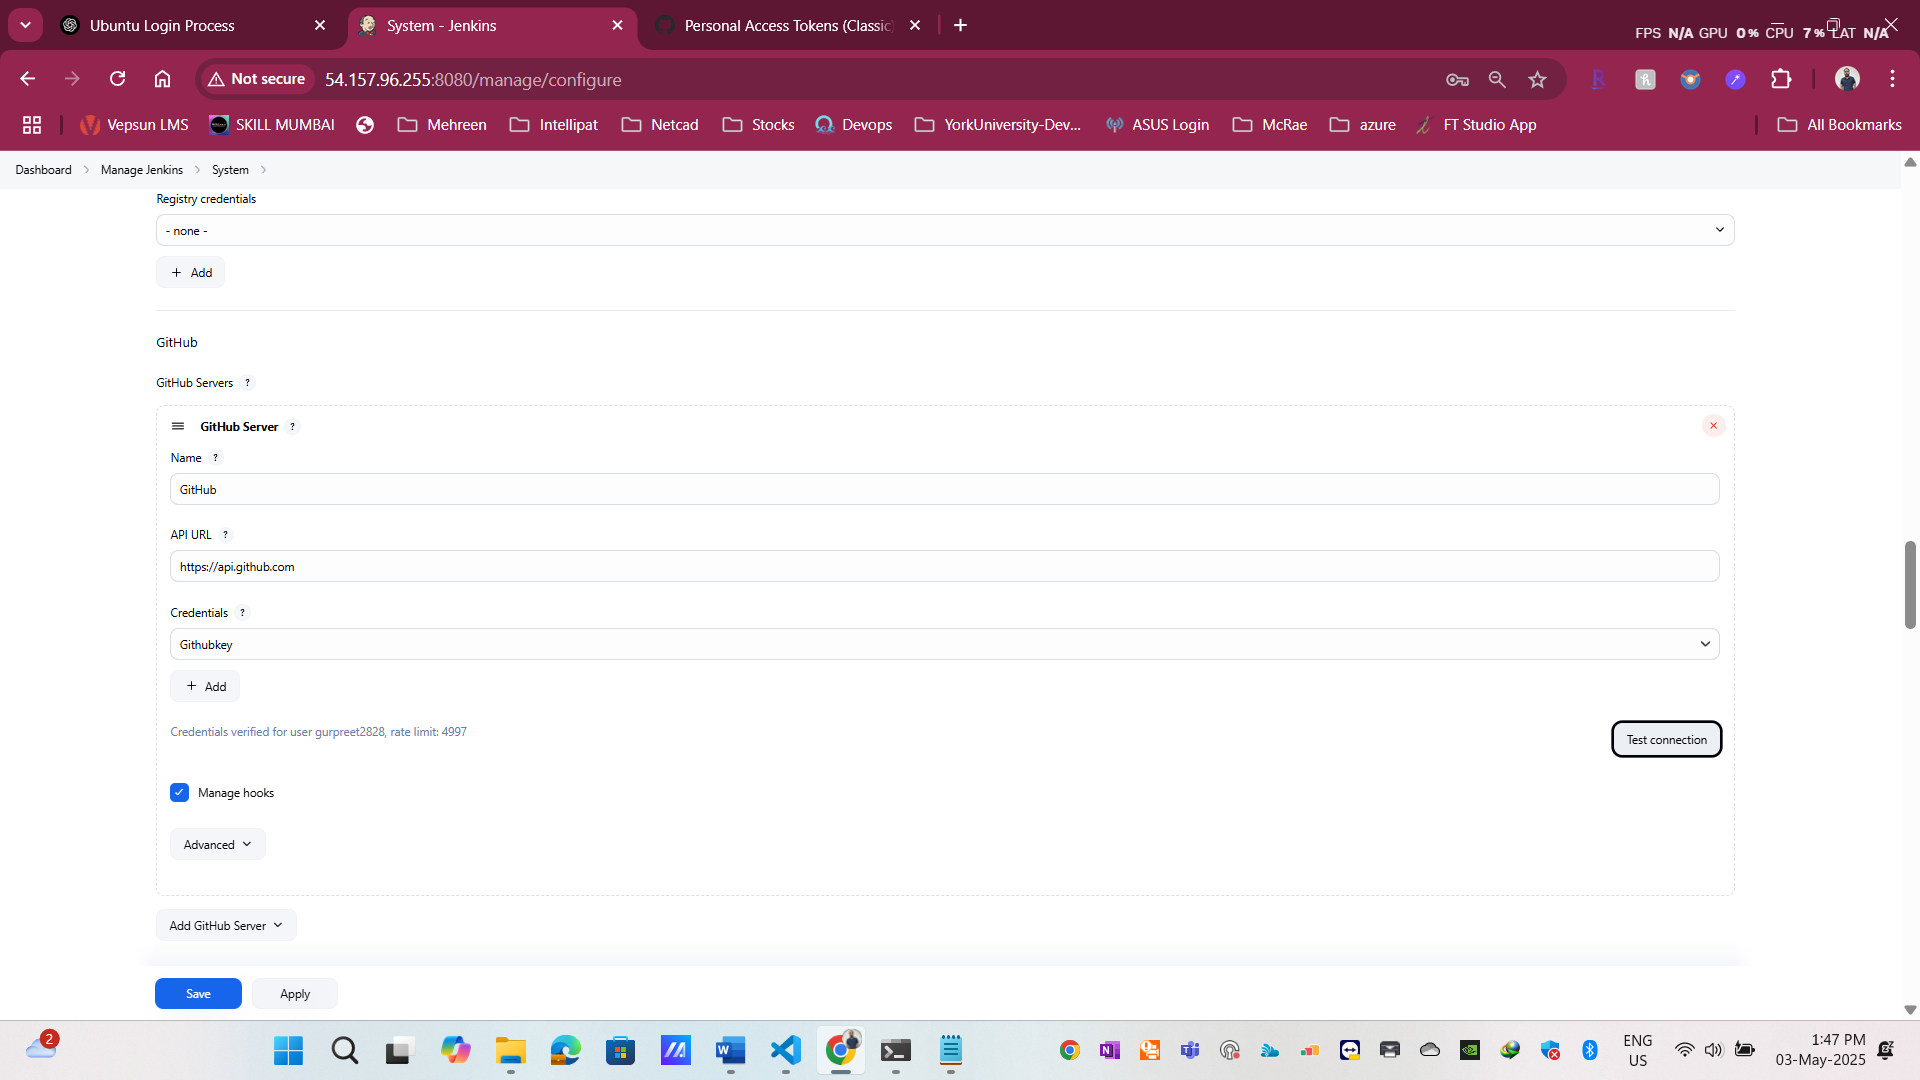 Ubuntu Login Process
System - Jenkins
Personal Access Tokens (Classic
FPS N/A GPU 0% CPU 7% LAT N/A
Not secure
54.157.96.255:8080/manage/configure
Vepsun LMS
SKILL MUMBAI
Mehreen
Intellipat
Netcad
Stocks
Devops
YorkUniversity-Dev...
ASUS Login
McRae
azure
FT Studio App
All Bookmarks
Dashboard
Manage Jenkins
System
Registry credentials
- none -
+ Add
GitHub
GitHub Servers ?
GitHub Server ?
Name ?
GitHub
API URL ?
https://api.github.com
Credentials ?
Githubkey
+ Add
Credentials verified for user gurpreet2828, rate limit: 4997
Test connection
Manage hooks
Advanced
Add GitHub Server
Save
Apply
2
ENG
US
1:47 PM
03-May-2025